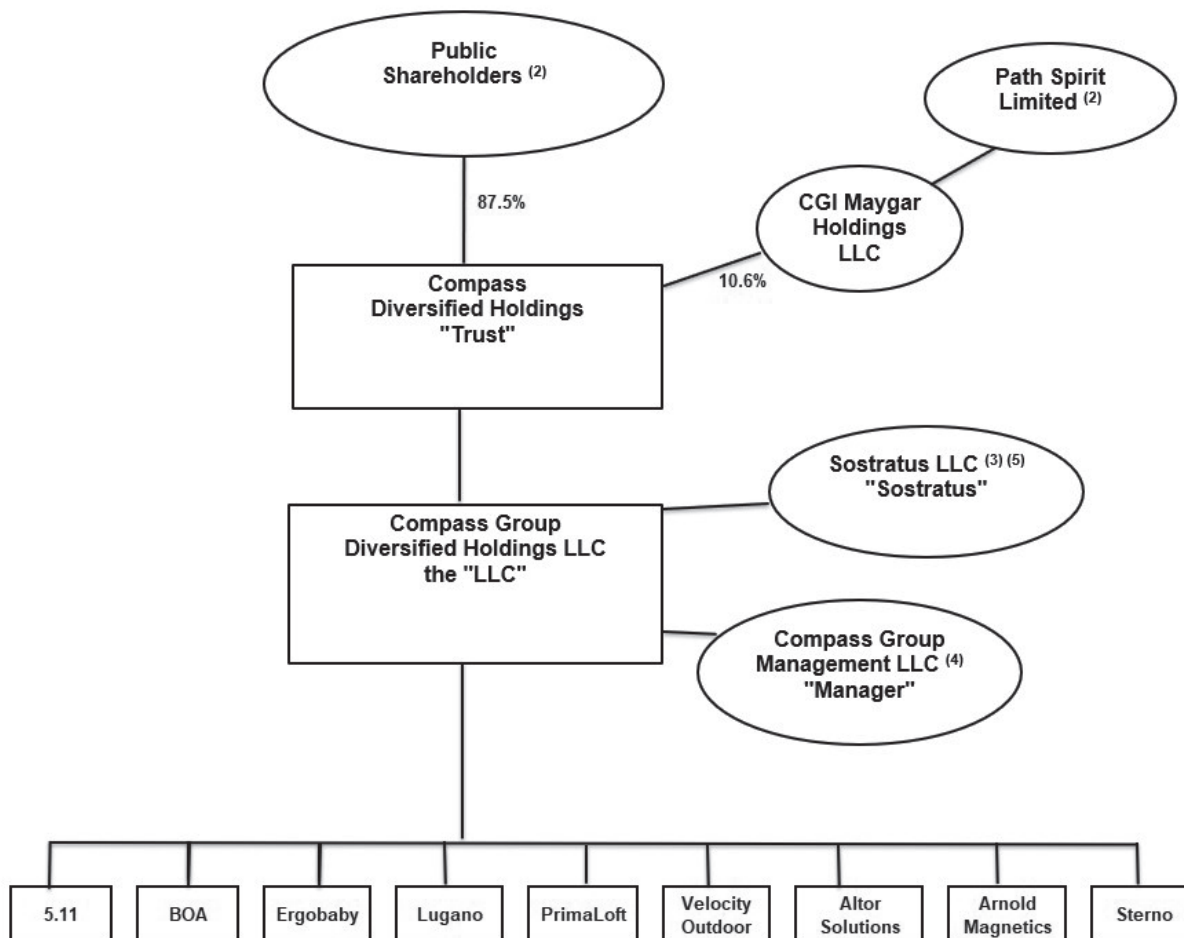 Public
Shareholders (2)
Path Spirit
Limited (2)
87.5%
CGI Maygar
Holdings
LLC
10.6%
Compass
Diversified Holdings
"Trust"
Sostratus LLC (3) (5)
"Sostratus"
Compass Group
Diversified Holdings LLC
the "LLC"
Compass Group
Management LLC (4)
"Manager"
5.11
BOA
Ergobaby
Lugano
PrimaLoft
Velocity
Outdoor
Altor
Solutions
Arnold
Magnetics
Sterno